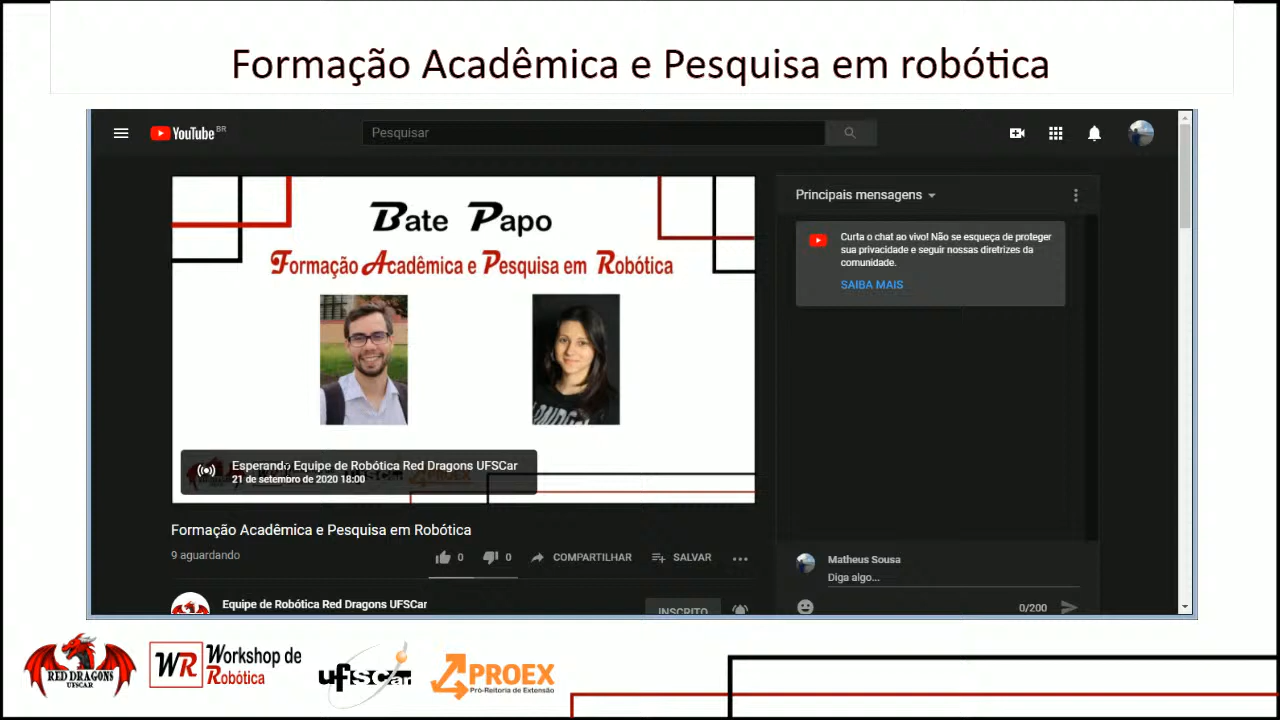 Formação Acadêmica e Pesquisa em robótica
YouTube BR
Pesquisar
Bate Papo
Formação Acadêmica e Pesquisa em Robótica
Esperando Equipe de Robótica Red Dragons UFSCar
21 de setembro de 2020 18:00
Formação Acadêmica e Pesquisa em Robótica
9 aguardando
0
0
COMPARTILHAR
SALVAR
Equipe de Robótica Red Dragons UFSCar
INSCRITO
Principais mensagens
Curta o chat ao vivo! Não se esqueça de proteger
sua privacidade e seguir nossas diretrizes da
comunidade.
SAIBA MAIS
Matheus Sousa
Diga algo...
0/200
RED DRAGONS
UFSCAR
WR
Workshop de
Robótica
ufscar
PROEX
Pró-Reitoria de Extensão